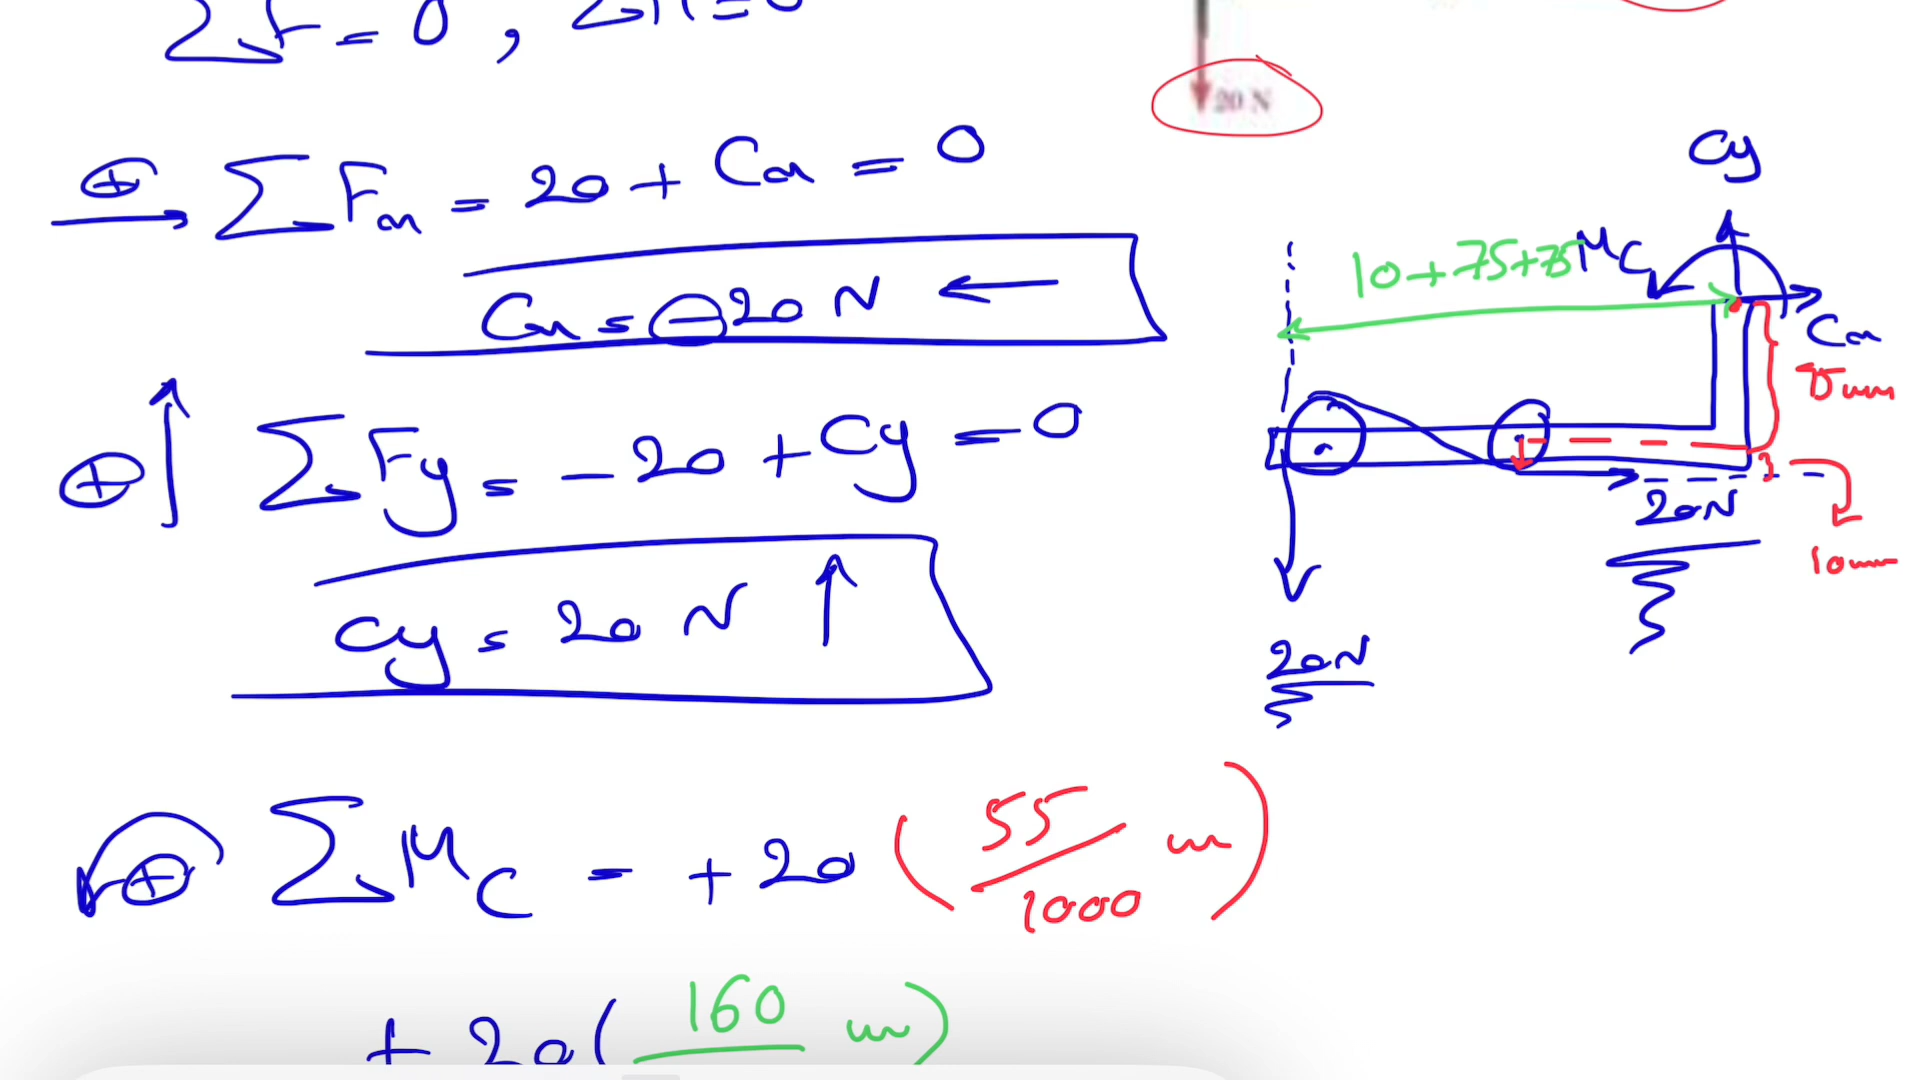 ΣF = 0 , ΣM = 0
20 N
⊕ ΣFx = 20 + Cx = 0
Cx = -20 N ←
⊕ ΣFy = -20 + Cy = 0
Cy = 20 N ↑
⊕ ΣMC = +20 ( 55/1000 m )
+ 20 ( 160 m )
Cy
10+75+75
MC
Cx
20N
10mm
20N